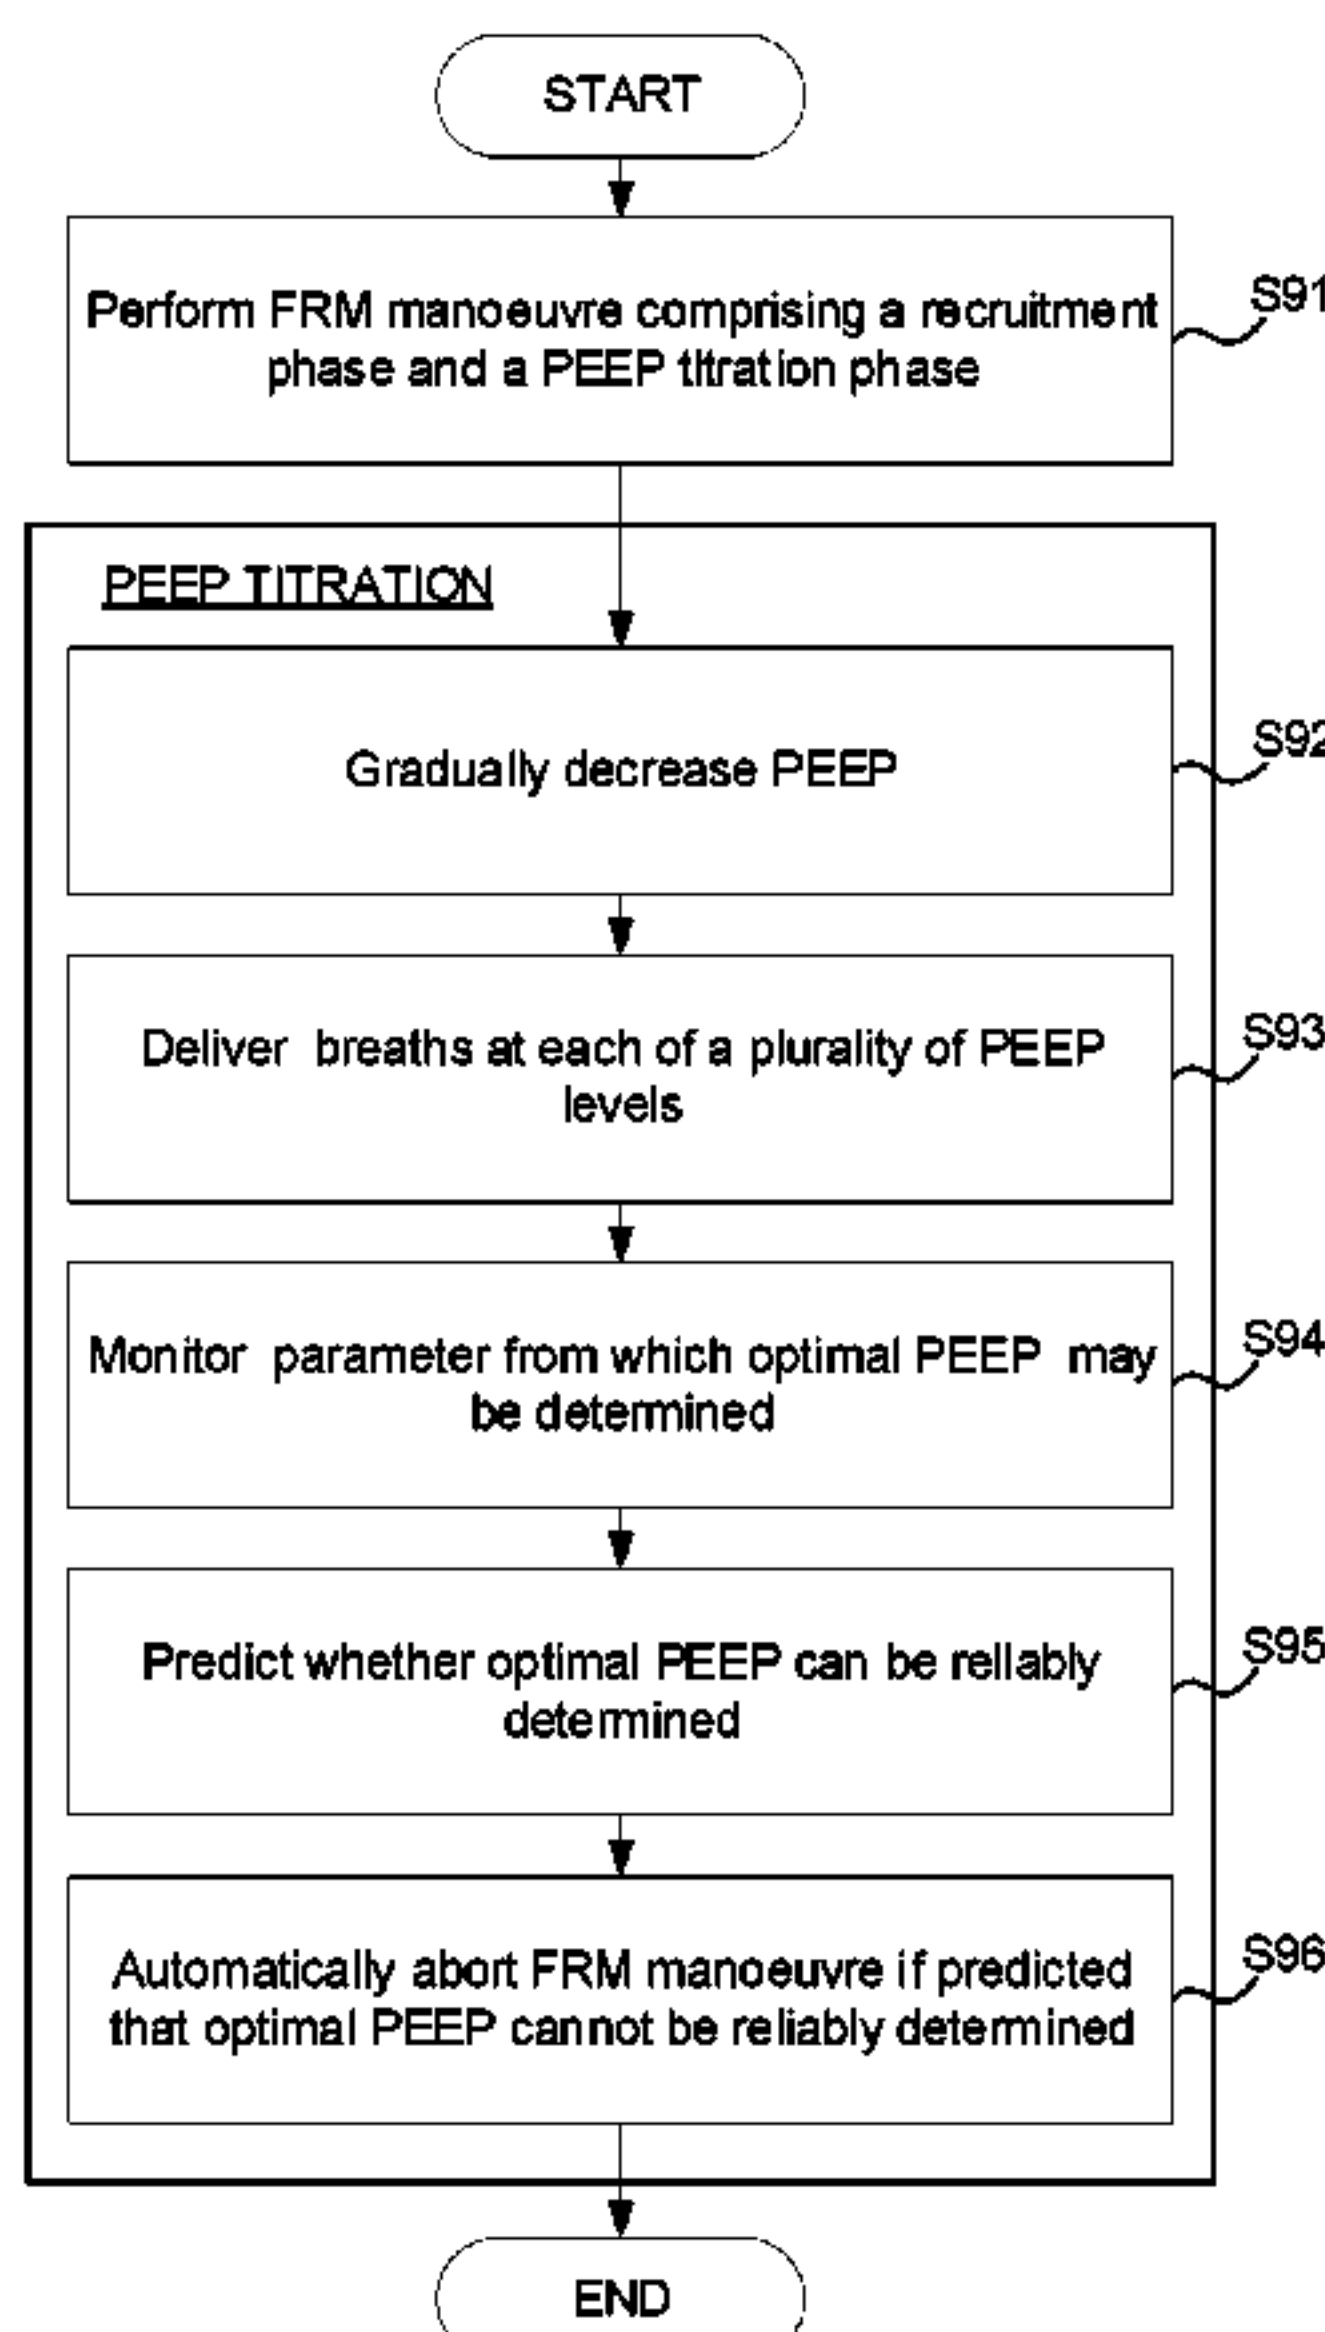 START
Perform FRM manoeuvre comprising a recruitment
phase and a PEEP titration phase
S91
PEEP TITRATION
Gradually decrease PEEP
S92
Deliver breaths at each of a plurality of PEEP
levels
S93
Monitor parameter from which optimal PEEP may
be determined
S94
Predict whether optimal PEEP can be reliably
determined
S95
Automatically abort FRM manoeuvre if predicted
that optimal PEEP cannot be reliably determined
S96
END